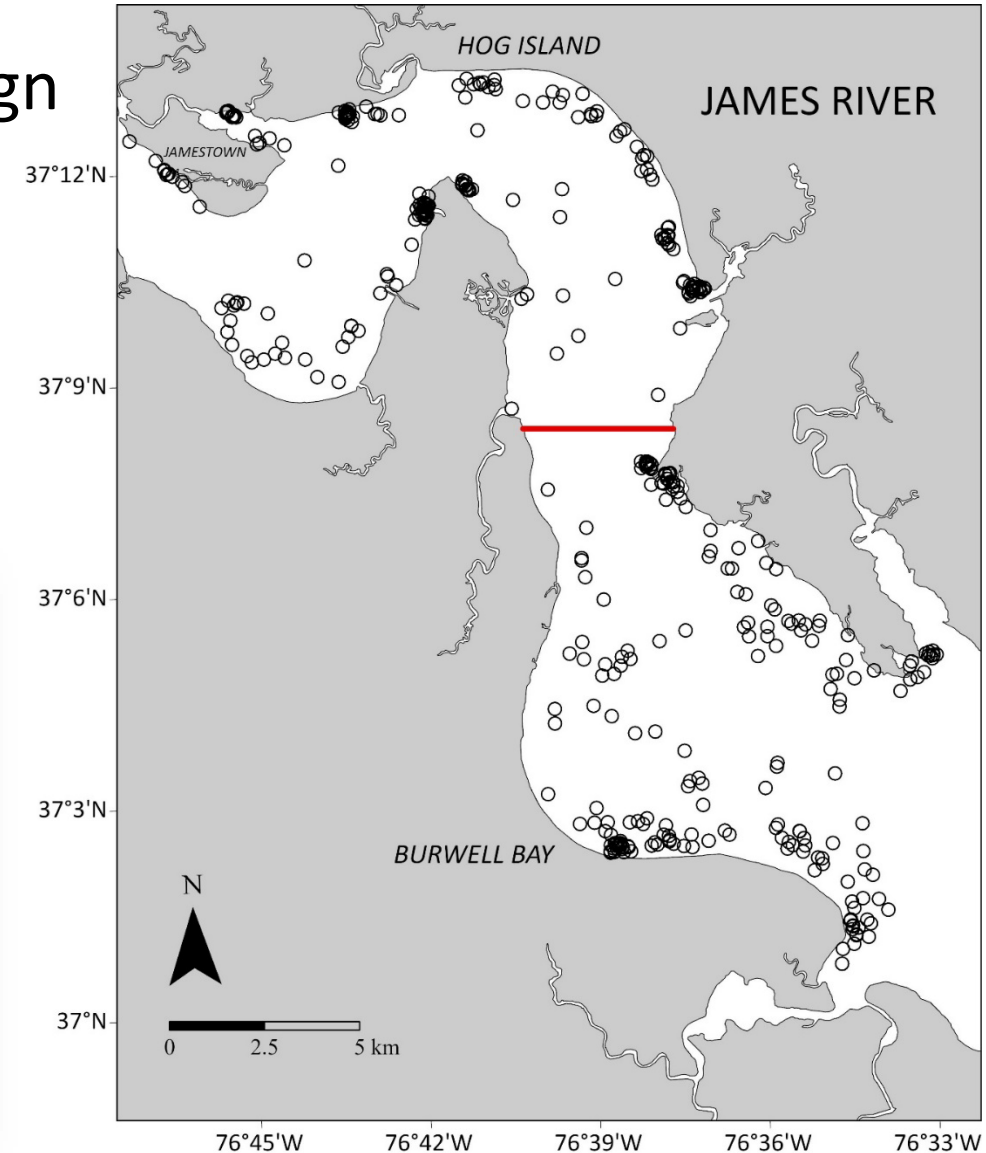 gn
HOG ISLAND
JAMES RIVER
JAMESTOWN
37°12'N
37°9'N
37°6'N
37°3'N
BURWELL BAY
N
37°N
0 2.5 5 km
76°45'W 76°42'W 76°39'W 76°36'W 76°33'W